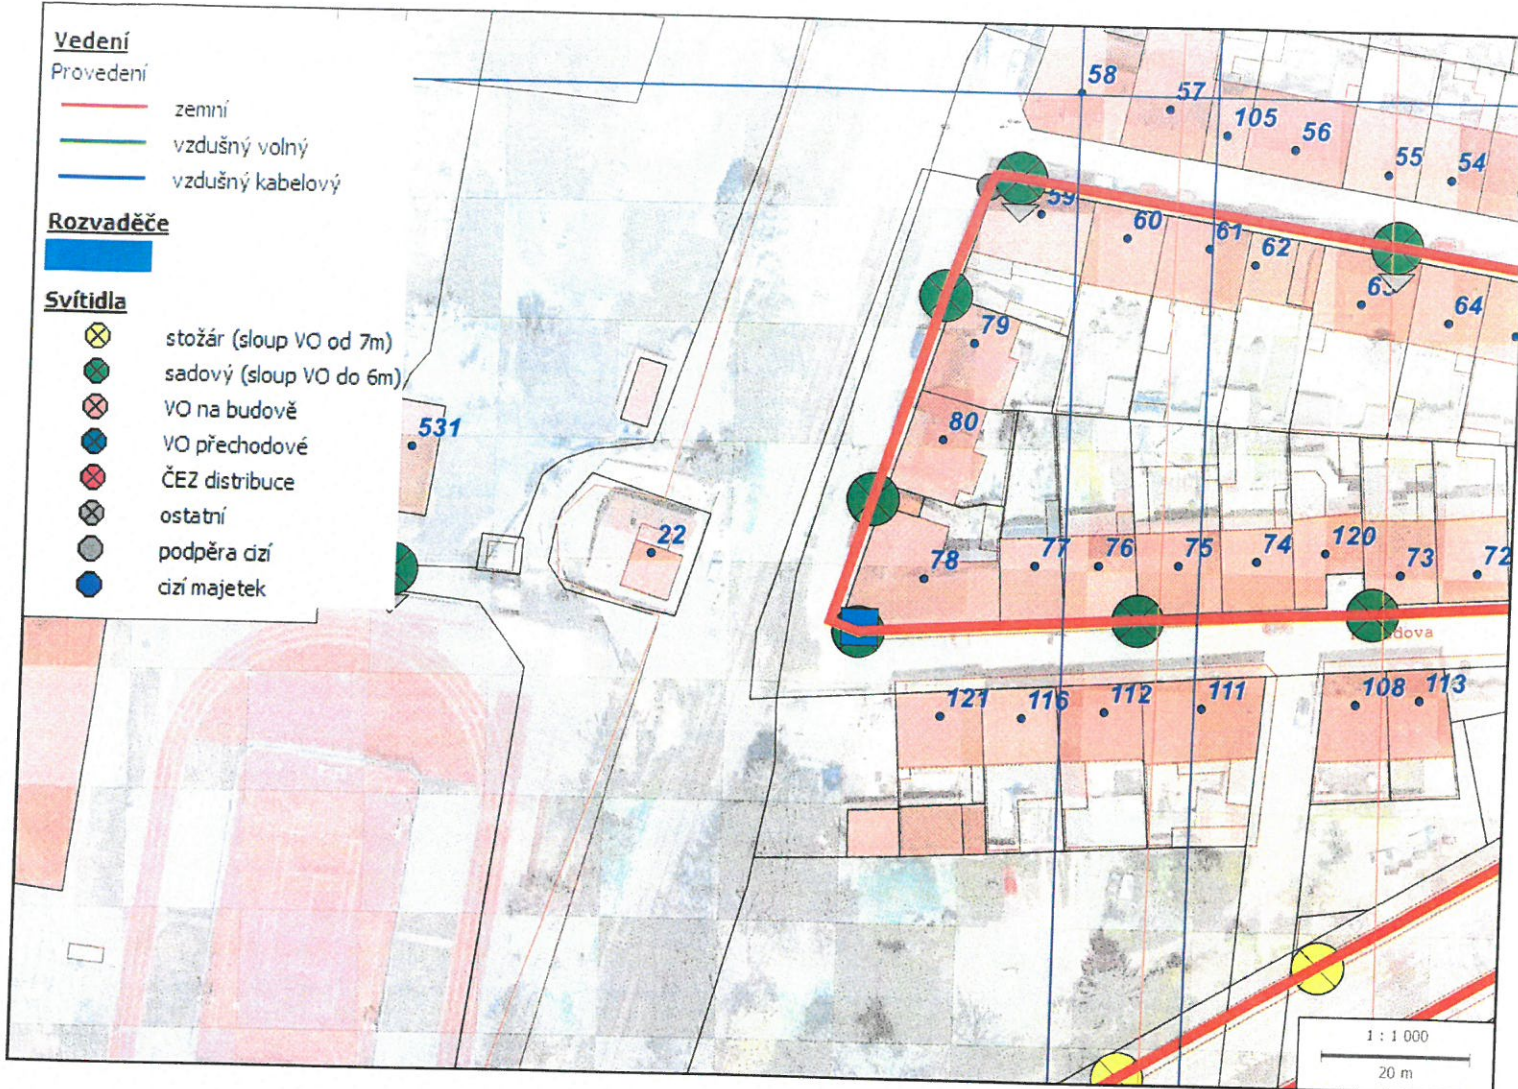 Vedení
Provedení
zemní
vzdušný volný
vzdušný kabelový
Rozvaděče
Svítidla
stožár (sloup VO od 7m)
sadový (sloup VO do 6m)
VO na budově
VO přechodové
ČEZ distribuce
ostatní
podpěra cizí
cizí majetek
58
57
105
56
55
54
59
60
61
62
64
79
80
531
22
78
77
76
75
74
120
73
72
121
116
112
111
108
113
1 : 1 000
20 m